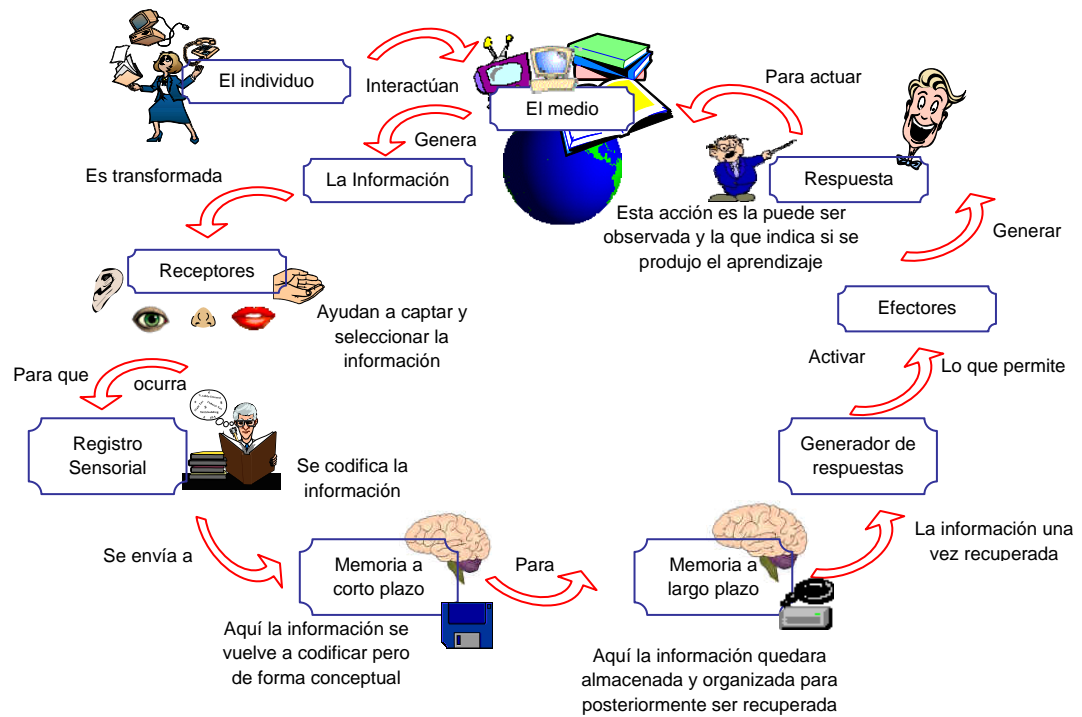 El individuo
Interactúan
El medio
Genera
La Información
Es transformada
Receptores
Ayudan a captar y
seleccionar la
información
Para que
ocurra
Registro
Sensorial
Se codifica la
información
Se envía a
Memoria a
corto plazo
Aquí la información se
vuelve a codificar pero
de forma conceptual
Para
Memoria a
largo plazo
Aquí la información quedara
almacenada y organizada para
posteriormente ser recuperada
La información una
vez recuperada
Generador de
respuestas
Lo que permite
Activar
Efectores
Generar
Respuesta
Para actuar
Esta acción es la puede ser
observada y la que indica si se
produjo el aprendizaje